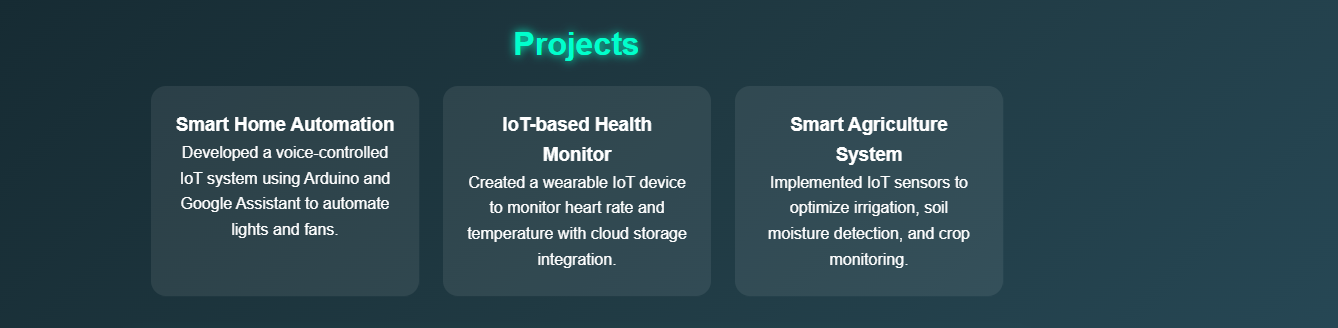 Projects
Smart Home Automation
Developed a voice-controlled
IoT system using Arduino and
Google Assistant to automate
lights and fans.
IoT-based Health
Monitor
Created a wearable IoT device
to monitor heart rate and
temperature with cloud storage
integration.
Smart Agriculture
System
Implemented IoT sensors to
optimize irrigation, soil
moisture detection, and crop
monitoring.